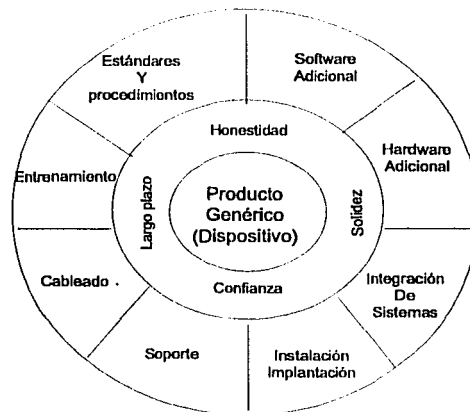 Estándares
Y
procedimientos
Software
Adicional
Honestidad
Hardware
Adicional
Entrenamiento
Largo plazo
Producto
Genérico
(Dispositivo)
Solidez
Cableado
Confianza
Integración
De
Sistemas
Soporte
Instalación
Implantación